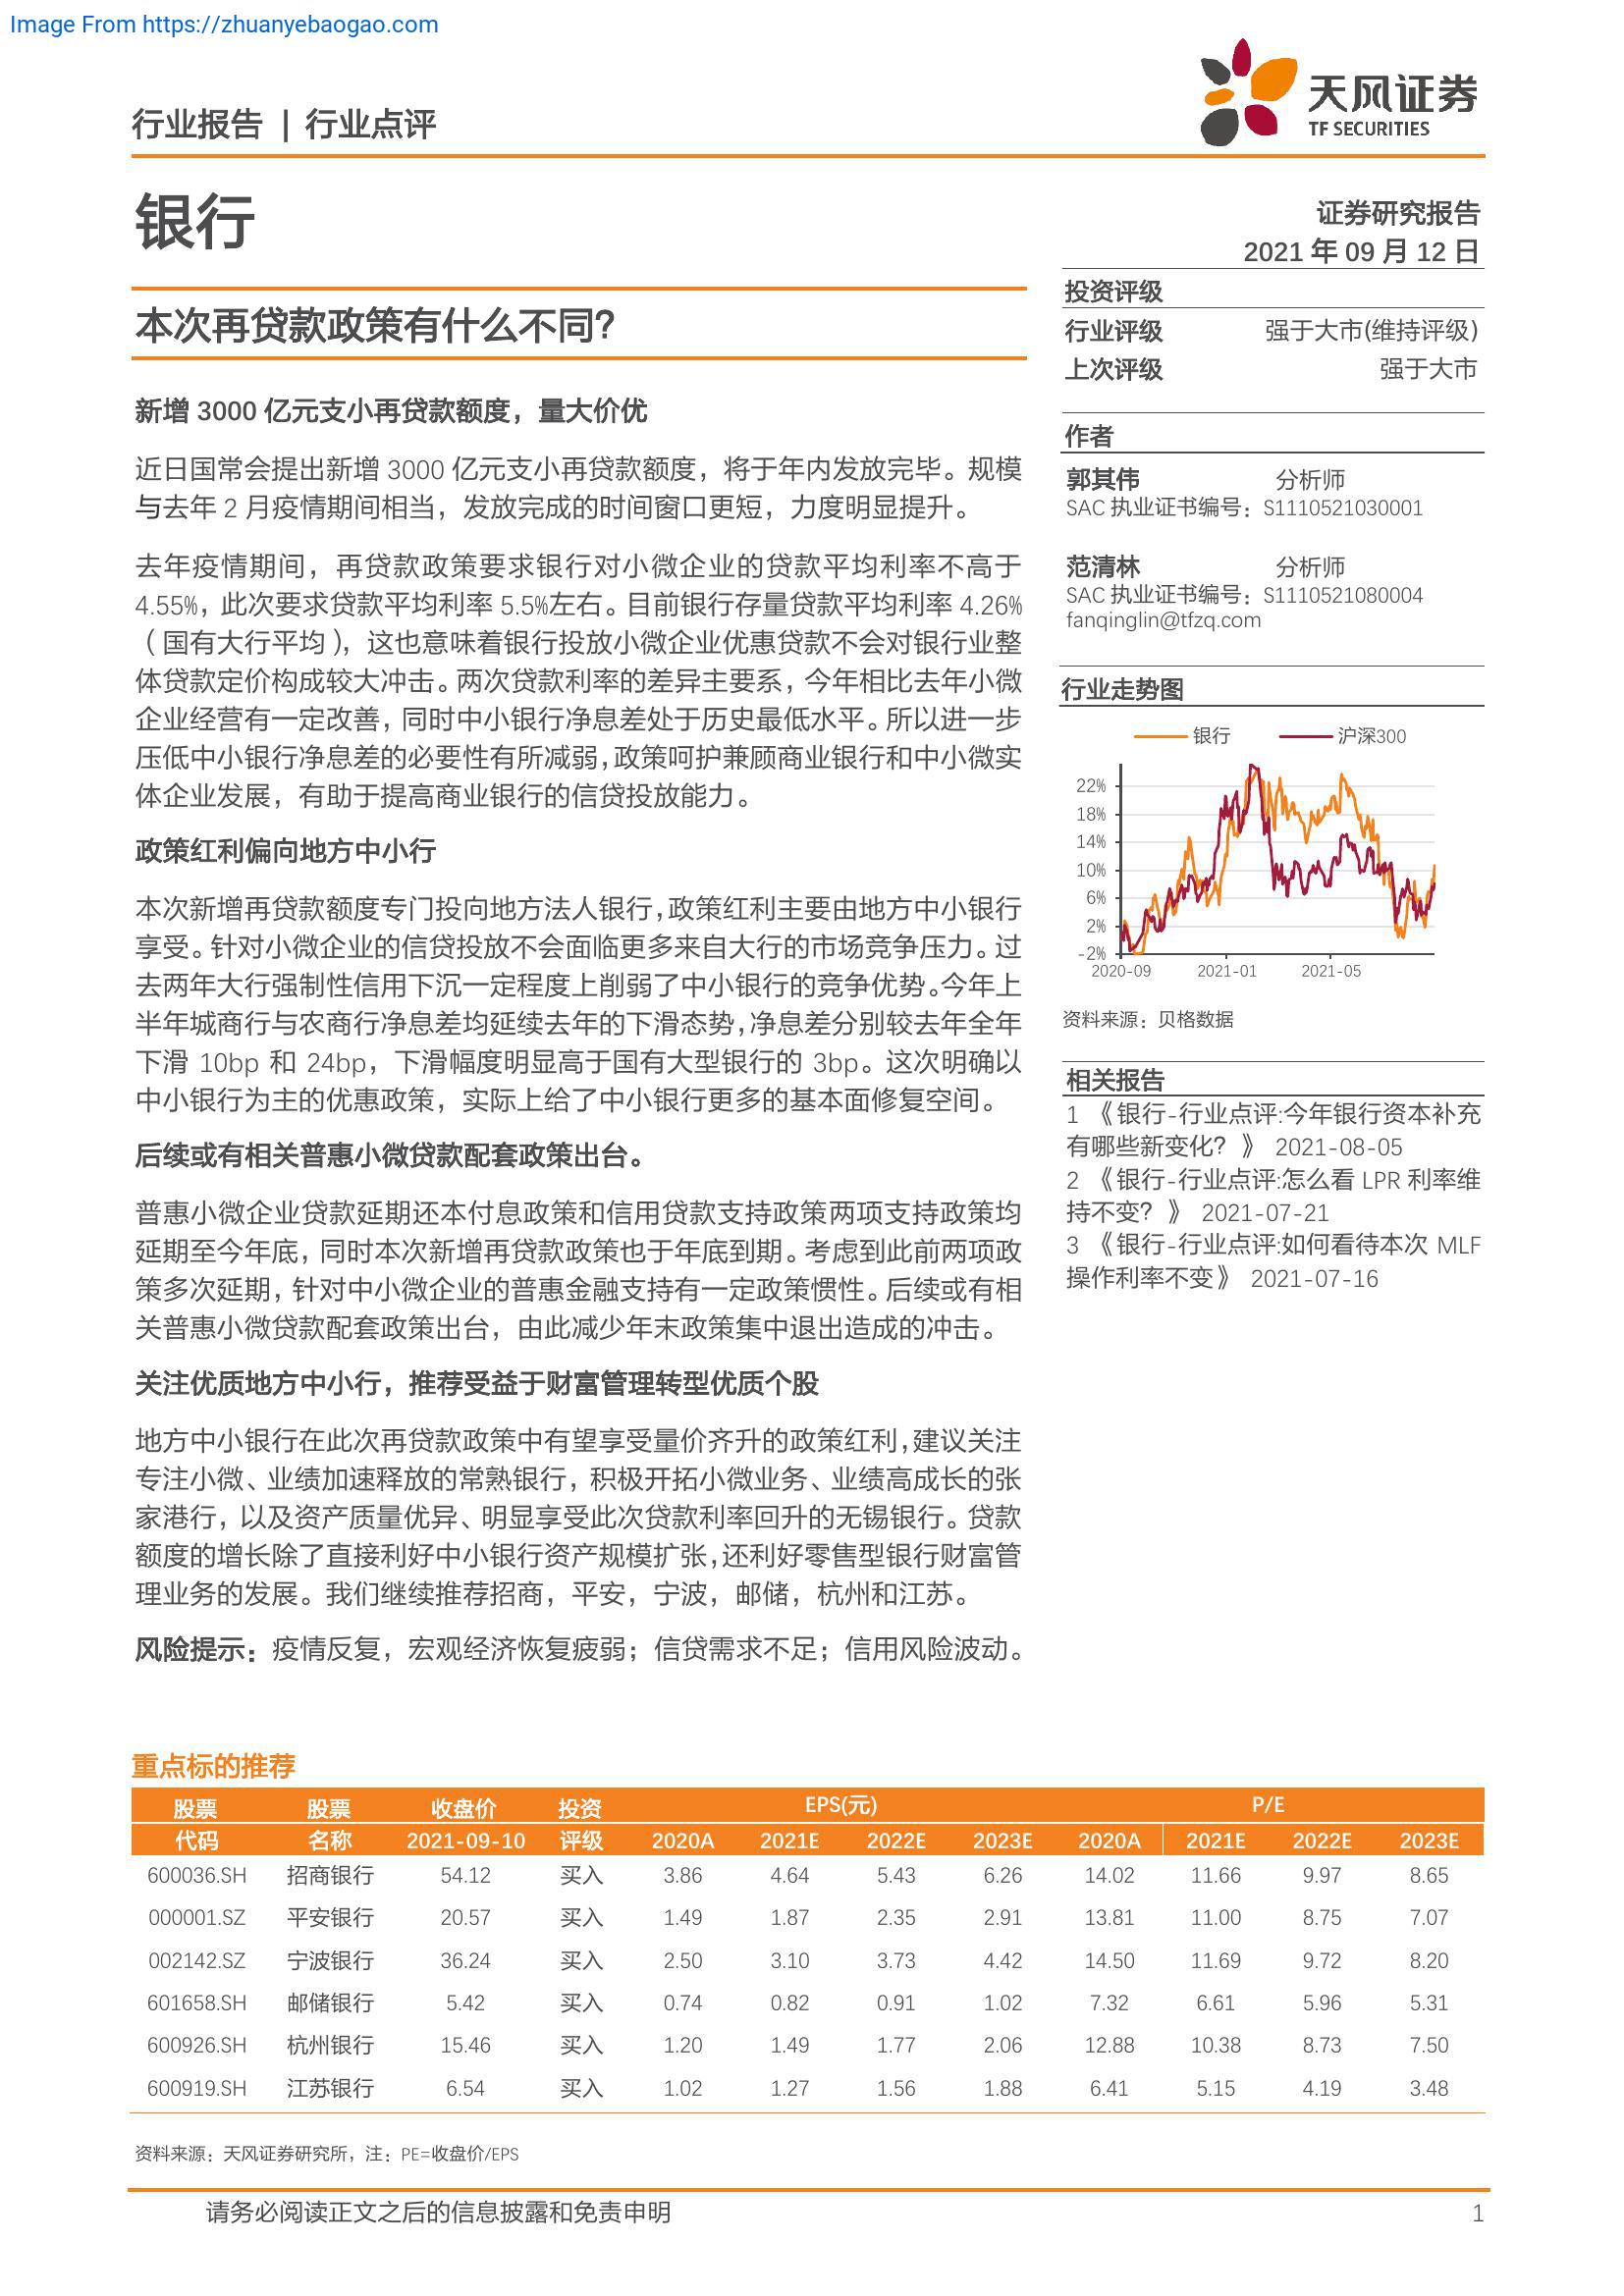 Image From https://zhuanyebaogao.com
行业报告 | 行业点评
天风证券
TF SECURITIES
银行
证券研究报告
2021 年 09 月 12 日
本次再贷款政策有什么不同？
新增 3000 亿元支小再贷款额度，量大价优
近日国常会提出新增 3000 亿元支小再贷款额度，将于年内发放完毕。规模
与去年 2 月疫情期间相当，发放完成的时间窗口更短，力度明显提升。
去年疫情期间，再贷款政策要求银行对小微企业的贷款平均利率不高于
4.55%，此次要求贷款平均利率 5.5%左右。目前银行存量贷款平均利率 4.26%
（国有大行平均），这也意味着银行投放小微企业优惠贷款不会对银行业整
体贷款定价构成较大冲击。两次贷款利率的差异主要系，今年相比去年小微
企业经营有一定改善，同时中小银行净息差处于历史最低水平。所以进一步
压低中小银行净息差的必要性有所减弱，政策呵护兼顾商业银行和中小微实
体企业发展，有助于提高商业银行的信贷投放能力。
政策红利偏向地方中小行
本次新增再贷款额度专门投向地方法人银行，政策红利主要由地方中小银行
享受。针对小微企业的信贷投放不会面临更多来自大行的市场竞争压力。过
去两年大行强制性信用下沉一定程度上削弱了中小银行的竞争优势。今年上
半年城商行与农商行净息差均延续去年的下滑态势，净息差分别较去年全年
下滑 10bp 和 24bp，下滑幅度明显高于国有大型银行的 3bp。这次明确以
中小银行为主的优惠政策，实际上给了中小银行更多的基本面修复空间。
后续或有相关普惠小微贷款配套政策出台。
普惠小微企业贷款延期还本付息政策和信用贷款支持政策两项支持政策均
延期至今年底，同时本次新增再贷款政策也于年底到期。考虑到此前两项政
策多次延期，针对中小微企业的普惠金融支持有一定政策惯性。后续或有相
关普惠小微贷款配套政策出台，由此减少年末政策集中退出造成的冲击。
关注优质地方中小行，推荐受益于财富管理转型优质个股
地方中小银行在此次再贷款政策中有望享受量价齐升的政策红利，建议关注
专注小微、业绩加速释放的常熟银行，积极开拓小微业务、业绩高成长的张
家港行，以及资产质量优异、明显享受此次贷款利率回升的无锡银行。贷款
额度的增长除了直接利好中小银行资产规模扩张，还利好零售型银行财富管
理业务的发展。我们继续推荐招商，平安，宁波，邮储，杭州和江苏。
风险提示：疫情反复，宏观经济恢复疲弱；信贷需求不足；信用风险波动。
投资评级
行业评级 强于大市(维持评级)
上次评级 强于大市
作者
郭其伟 分析师
SAC 执业证书编号：S1110521030001
范清林 分析师
SAC 执业证书编号：S1110521080004
fanqinglin@tfzq.com
行业走势图
银行 沪深300
22%
18%
14%
10%
6%
2%
-2%
2020-09 2021-01 2021-05
资料来源：贝格数据
相关报告
1 《银行-行业点评:今年银行资本补充
有哪些新变化？》 2021-08-05
2 《银行-行业点评:怎么看 LPR 利率维
持不变？》 2021-07-21
3 《银行-行业点评:如何看待本次 MLF
操作利率不变》 2021-07-16
重点标的推荐
股票 股票 收盘价 投资 EPS(元) P/E
代码 名称 2021-09-10 评级 2020A 2021E 2022E 2023E 2020A 2021E 2022E 2023E
600036.SH 招商银行 54.12 买入 3.86 4.64 5.43 6.26 14.02 11.66 9.97 8.65
000001.SZ 平安银行 20.57 买入 1.49 1.87 2.35 2.91 13.81 11.00 8.75 7.07
002142.SZ 宁波银行 36.24 买入 2.50 3.10 3.73 4.42 14.50 11.69 9.72 8.20
601658.SH 邮储银行 5.42 买入 0.74 0.82 0.91 1.02 7.32 6.61 5.96 5.31
600926.SH 杭州银行 15.46 买入 1.20 1.49 1.77 2.06 12.88 10.38 8.73 7.50
600919.SH 江苏银行 6.54 买入 1.02 1.27 1.56 1.88 6.41 5.15 4.19 3.48
资料来源：天风证券研究所，注：PE=收盘价/EPS
请务必阅读正文之后的信息披露和免责申明 1